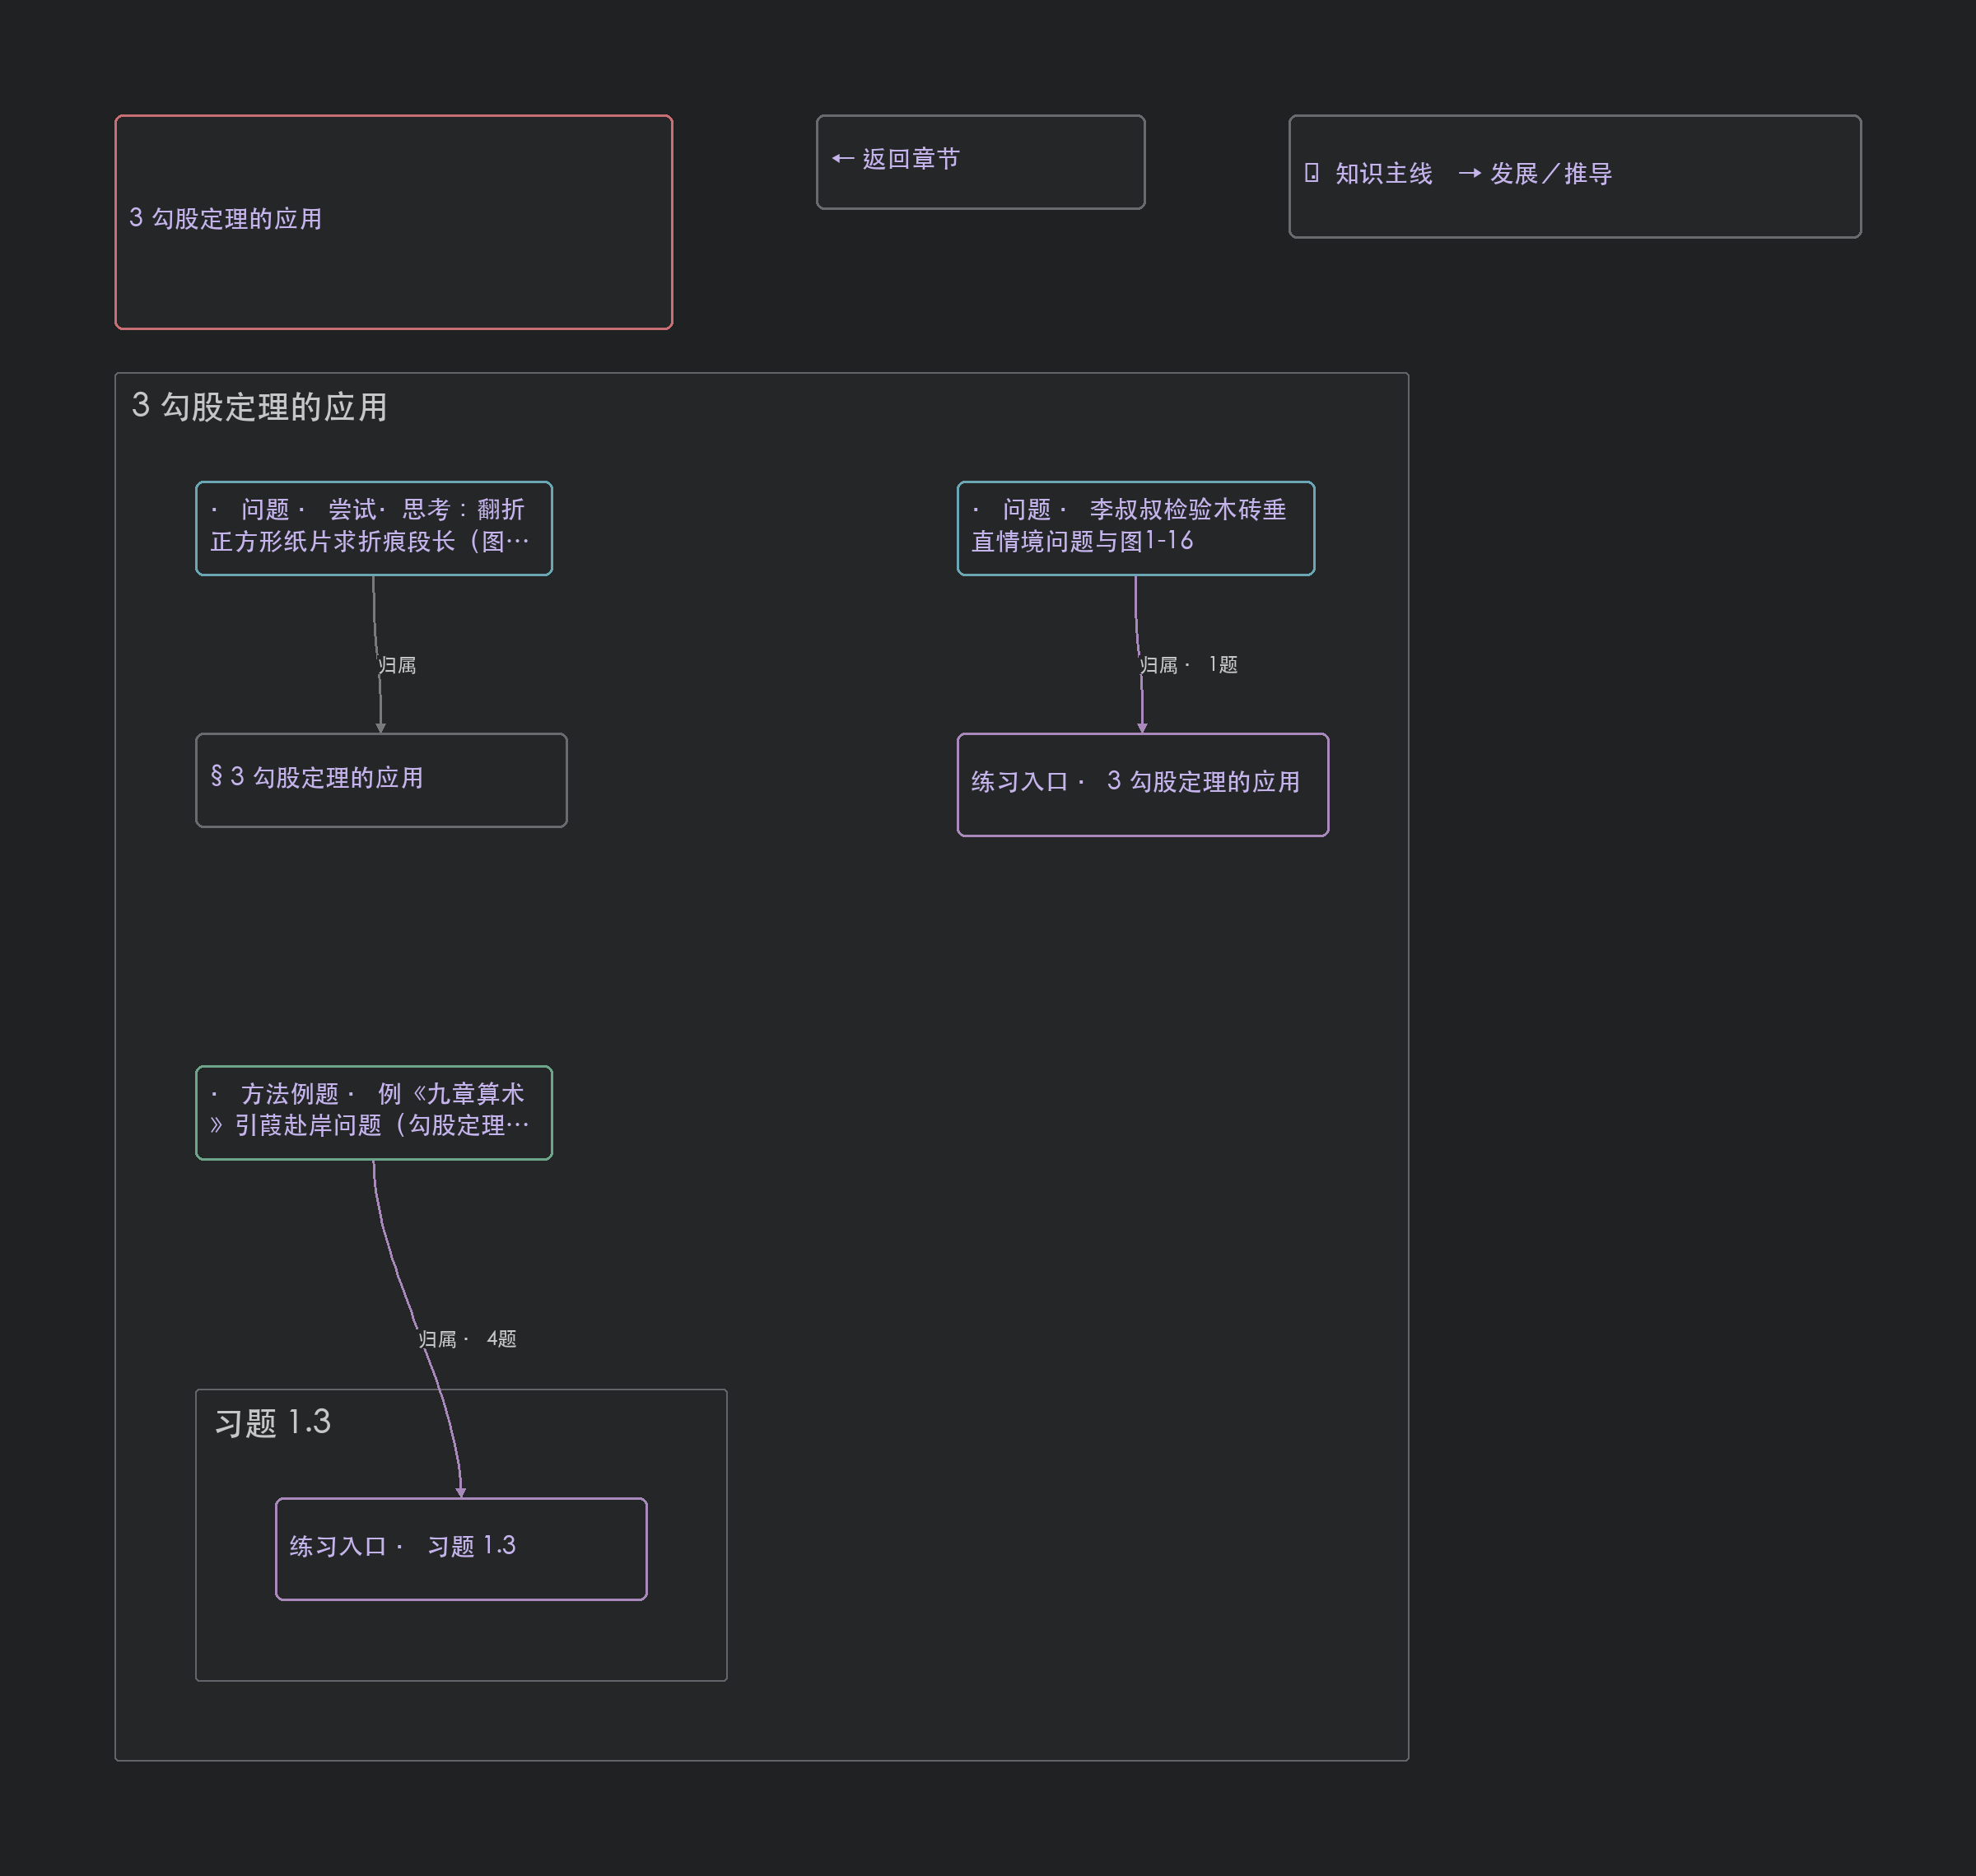 3 勾股定理的应用
← 返回章节
知识主线 → 发展／推导
3 勾股定理的应用
· 问题 · 尝试· 思考：翻折
正方形纸片求折痕段长（图…
· 问题 · 李叔叔检验木砖垂
直情境问题与图1-16
归属
归属 · 1题
§ 3 勾股定理的应用
练习入口 · 3 勾股定理的应用
· 方法例题 · 例《九章算术
》引葭赴岸问题（勾股定理…
归属 · 4题
习题 1.3
练习入口 · 习题 1.3